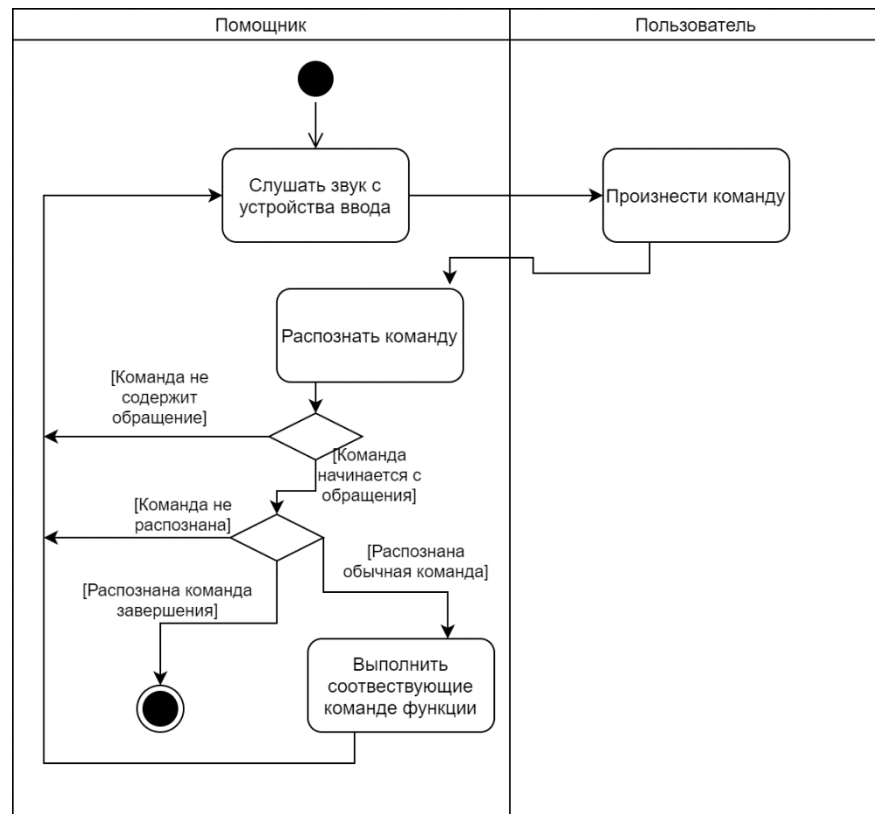 Помощник
Пользователь
Слушать звук с
устройства ввода
Произнести команду
Распознать команду
[Команда не
содержит
обращение]
[Команда
начинается с
обращения]
[Команда не
распознана]
[Распознана
обычная команда]
[Распознана команда
завершения]
Выполнить
соотвествующие
команде функции